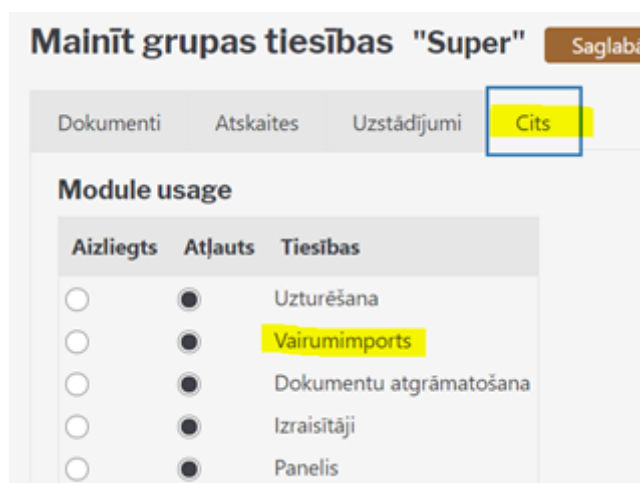 Mainīt grupas tiesības "Super" Saglabā
Dokumenti Atskaites Uzstādījumi Cits
Module usage
Aizliegts Atļauts Tiesības
Uzturēšana
Vairumimports
Dokumentu atgrāmatošana
Izraisītāji
Panelis